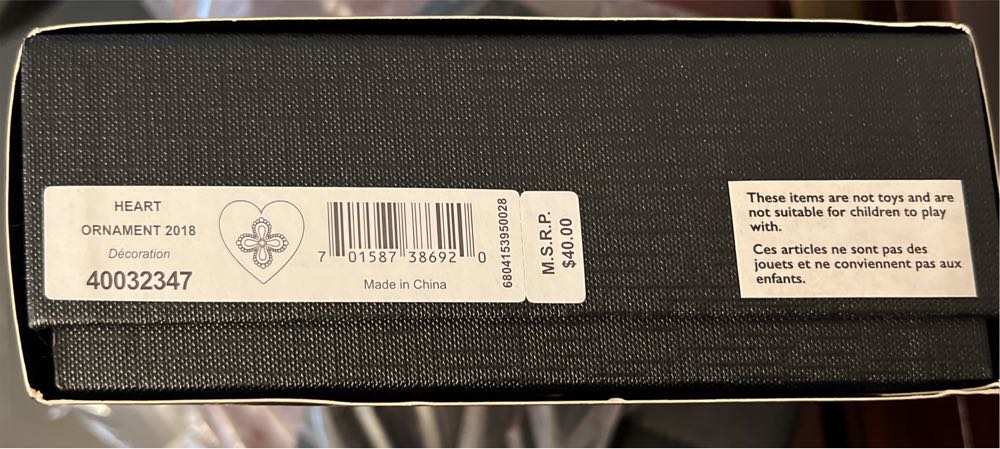 HEART
ORNAMENT 2018
Décoration
40032347
7 01587 38692 0
Made in China
6804153950028
M.S.R.P.
$40.00
These items are not toys and are
not suitable for children to play
with.
Ces articles ne sont pas des
jouets et ne conviennent pas aux
enfants.